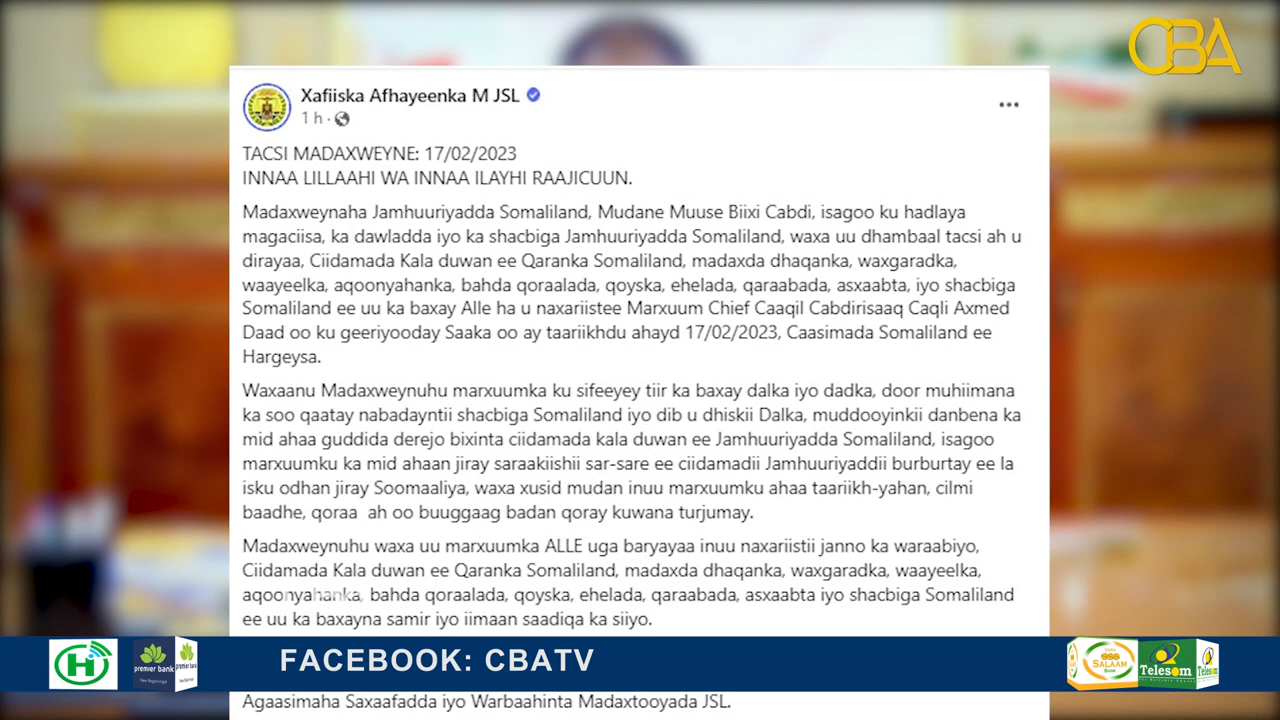 CBA
Xafiiska Afhayeenka M JSL
1 h ·
TACSI MADAXWEYNE: 17/02/2023
INNAA LILLAAHI WA INNAA ILAYHI RAAJICUUN.
Madaxweynaha Jamhuuriyadda Somaliland, Mudane Muuse Biixi Cabdi, isagoo ku hadlaya
magaciisa, ka dawladda iyo ka shacbiga Jamhuuriyadda Somaliland, waxa uu dhambaal tacsi ah u
dirayaa, Ciidamada Kala duwan ee Qaranka Somaliland, madaxda dhaqanka, waxgaradka,
waayeelka, aqoonyahanka, bahda qoraalada, qoyska, ehelada, qaraabada, asxaabta, iyo shacbiga
Somaliland ee uu ka baxay Alle ha u naxariistee Marxuum Chief Caaqil Cabdirisaaq Caqli Axmed
Daad oo ku geeriyooday Saaka oo ay taariikhdu ahayd 17/02/2023, Caasimada Somaliland ee
Hargeysa.
Waxaanu Madaxweynuhu marxuumka ku sifeeyey tiir ka baxay dalka iyo dadka, door muhiimana
ka soo qaatay nabadayntii shacbiga Somaliland iyo dib u dhiskii Dalka, muddooyinkii danbena ka
mid ahaa guddida derejo bixinta ciidamada kala duwan ee Jamhuuriyadda Somaliland, isagoo
marxuumku ka mid ahaan jiray saraakiishii sar-sare ee ciidamadii Jamhuuriyaddii burburtay ee la
isku odhan jiray Soomaaliya, waxa xusid mudan inuu marxuumku ahaa taariikh-yahan, cilmi
baadhe, qoraa ah oo buuggaag badan qoray kuwana turjumay.
Madaxweynuhu waxa uu marxuumka ALLE uga baryayaa inuu naxariistii janno ka waraabiyo,
Ciidamada Kala duwan ee Qaranka Somaliland, madaxda dhaqanka, waxgaradka, waayeelka,
aqoonyahanka, bahda qoraalada, qoyska, ehelada, qaraabada, asxaabta iyo shacbiga Somaliland
ee uu ka baxayna samir iyo iimaan saadiqa ka siiyo.
premier bank
premier bank
FACEBOOK: CBATV
SALAAM
BANK
Telesom
Telesom
Agaasimaha Saxaafadda iyo Warbaahinta Madaxtooyada JSL.